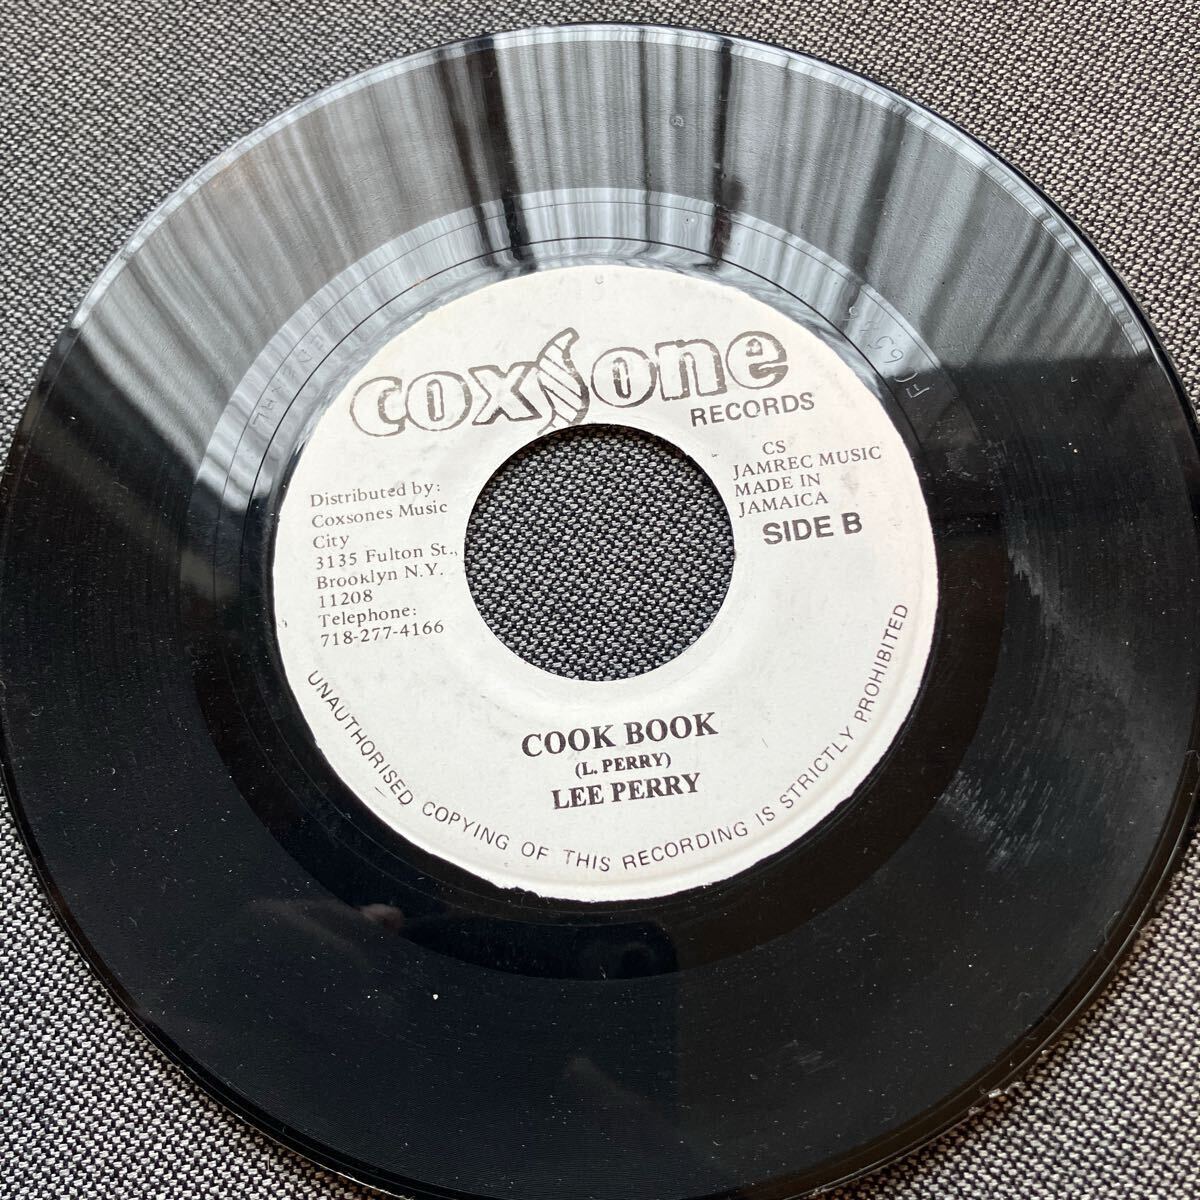 coxsone
RECORDS
CS
JAMREC MUSIC
MADE IN
JAMAICA
SIDE B
Distributed by:
Coxsones Music
City
3135 Fulton St.,
Brooklyn N.Y.
11208
Telephone:
718-277-4166
COOK BOOK
(L. PERRY)
LEE PERRY
UNAUTHORISED COPYING OF THIS RECORDING IS STRICTLY PROHIBITED